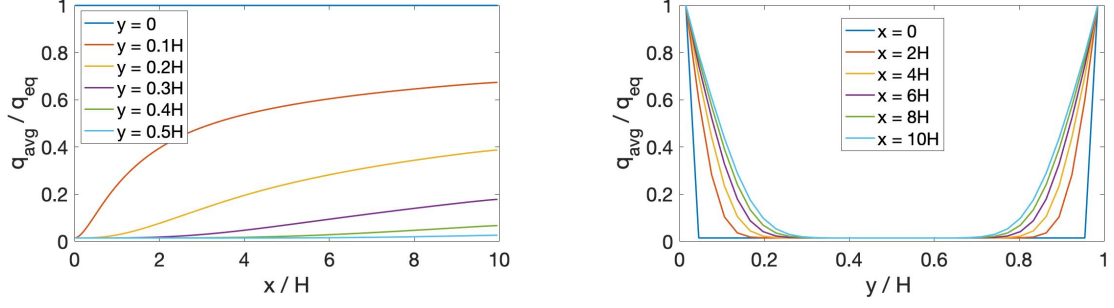 1
0.8
0.6
0.4
0.2
0
q_avg / q_eq
y = 0
y = 0.1H
y = 0.2H
y = 0.3H
y = 0.4H
y = 0.5H
0 2 4 6 8 10
x / H
1
0.8
0.6
0.4
0.2
0
q_avg / q_eq
x = 0
x = 2H
x = 4H
x = 6H
x = 8H
x = 10H
0 0.2 0.4 0.6 0.8 1
y / H